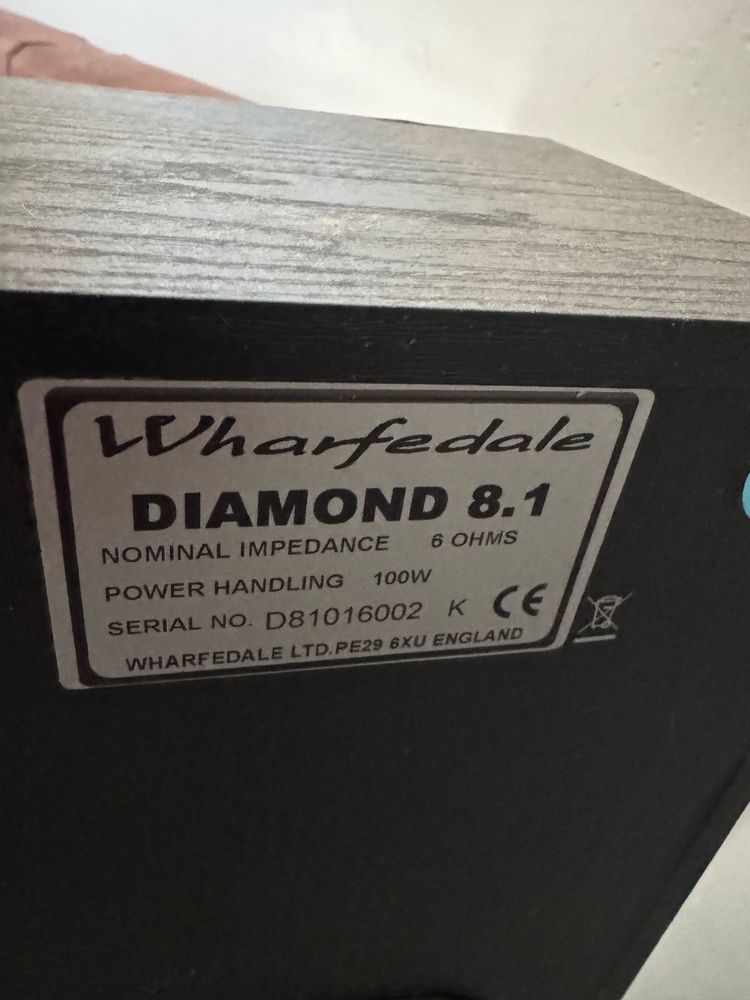 Wharfedale
DIAMOND 8.1
NOMINAL IMPEDANCE 6 OHMS
POWER HANDLING 100W
SERIAL NO. D81016002 K CE
WHARFEDALE LTD.PE29 6XU ENGLAND